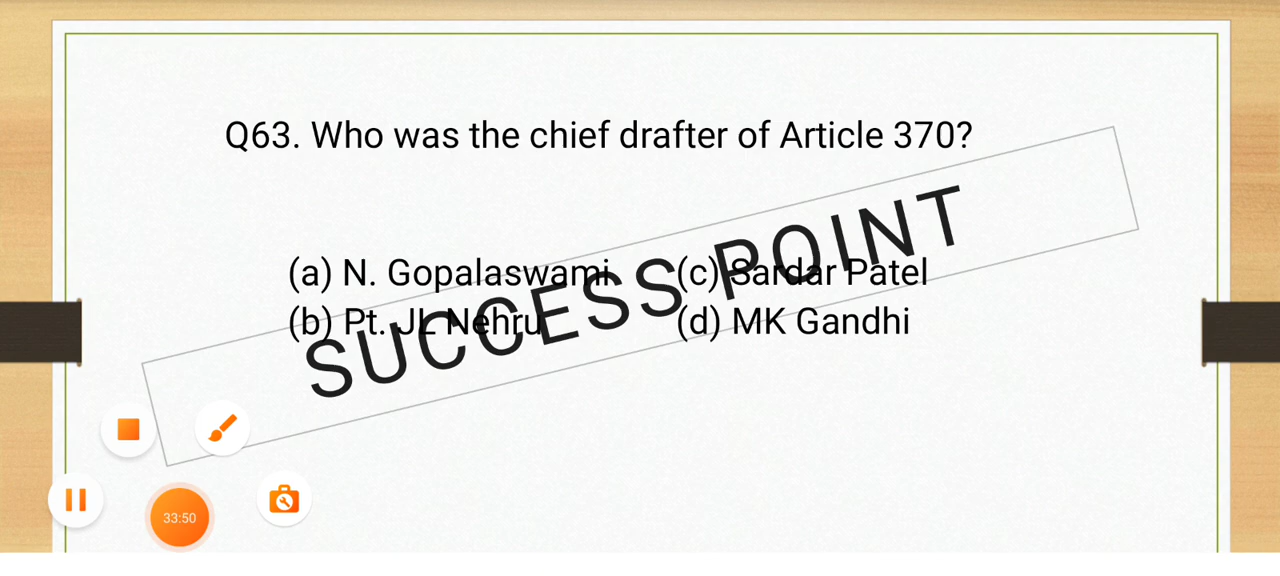 Q63. Who was the chief drafter of Article 370?
SUCCESS POINT
(a) N. Gopalaswami
(c) Sardar Patel
(b) Pt. JL Nehru
(d) MK Gandhi
33:50